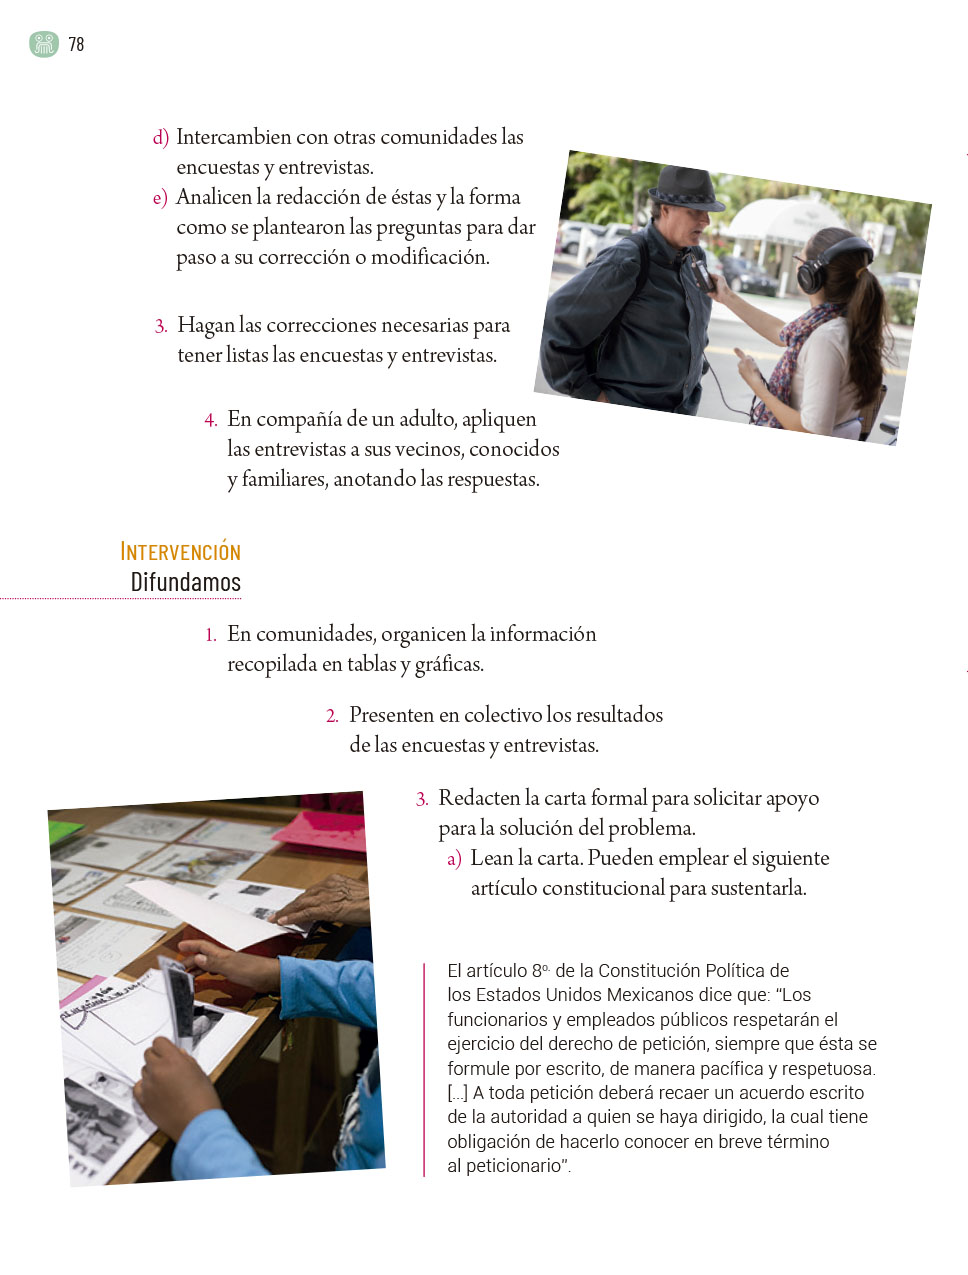 78
d) Intercambien con otras comunidades las
encuestas y entrevistas.
e) Analicen la redacción de éstas y la forma
como se plantearon las preguntas para dar
paso a su corrección o modificación.
3. Hagan las correcciones necesarias para
tener listas las encuestas y entrevistas.
4. En compañía de un adulto, apliquen
las entrevistas a sus vecinos, conocidos
y familiares, anotando las respuestas.
INTERVENCIÓN
Difundamos
1. En comunidades, organicen la información
recopilada en tablas y gráficas.
2. Presenten en colectivo los resultados
de las encuestas y entrevistas.
3. Redacten la carta formal para solicitar apoyo
para la solución del problema.
a) Lean la carta. Pueden emplear el siguiente
artículo constitucional para sustentarla.
El artículo 8º. de la Constitución Política de
los Estados Unidos Mexicanos dice que: “Los
funcionarios y empleados públicos respetarán el
ejercicio del derecho de petición, siempre que ésta se
formule por escrito, de manera pacífica y respetuosa.
[...] A toda petición deberá recaer un acuerdo escrito
de la autoridad a quien se haya dirigido, la cual tiene
obligación de hacerlo conocer en breve término
al peticionario”.